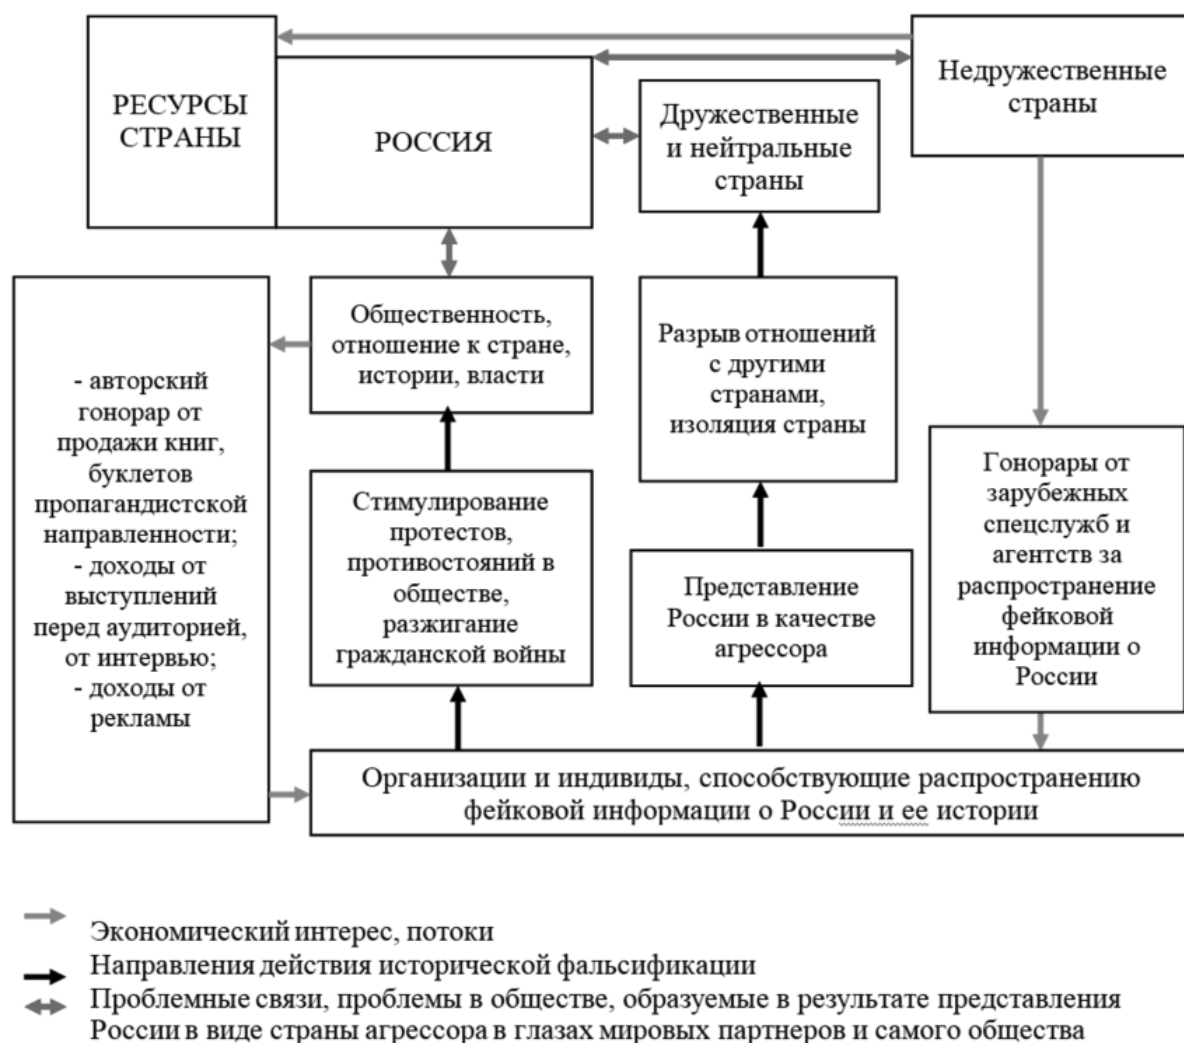 РЕСУРСЫ
СТРАНЫ
РОССИЯ
Дружественные
и нейтральные
страны
Недружественные
страны
- авторский
гонорар от
продажи книг,
буклетов
пропагандистской
направленности;
- доходы от
выступлений
перед аудиторией,
от интервью;
- доходы от
рекламы
Общественность,
отношение к стране,
истории, власти
Стимулирование
протестов,
противостояний в
обществе,
разжигание
гражданской войны
Разрыв отношений
с другими
странами,
изоляция страны
Представление
России в качестве
агрессора
Гонорары от
зарубежных
спецслужб и
агентств за
распространение
фейковой
информации о
России
Организации и индивиды, способствующие распространению
фейковой информации о России и ее истории
Экономический интерес, потоки
Направления действия исторической фальсификации
Проблемные связи, проблемы в обществе, образуемые в результате представления
России в виде страны агрессора в глазах мировых партнеров и самого общества